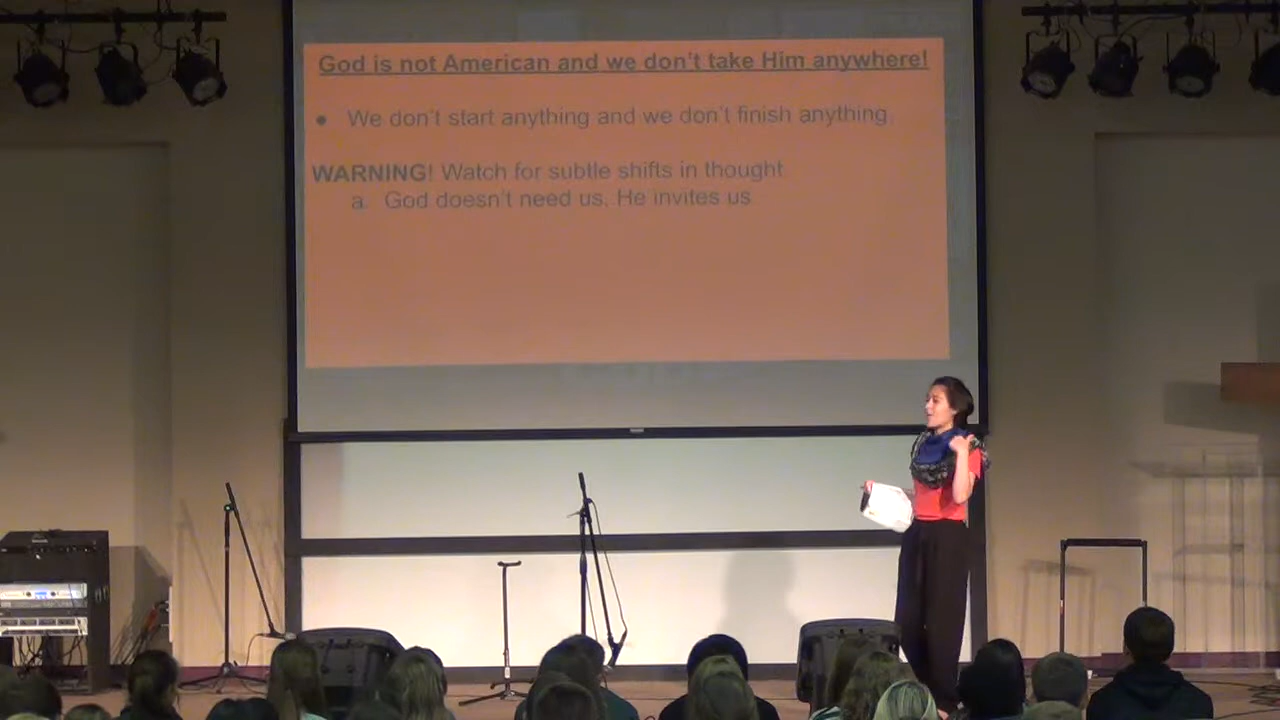 God is not American and we don't take Him anywhere!
● We don't start anything and we don't finish anything.
WARNING! Watch for subtle shifts in thought
a. God doesn't need us, He invites us